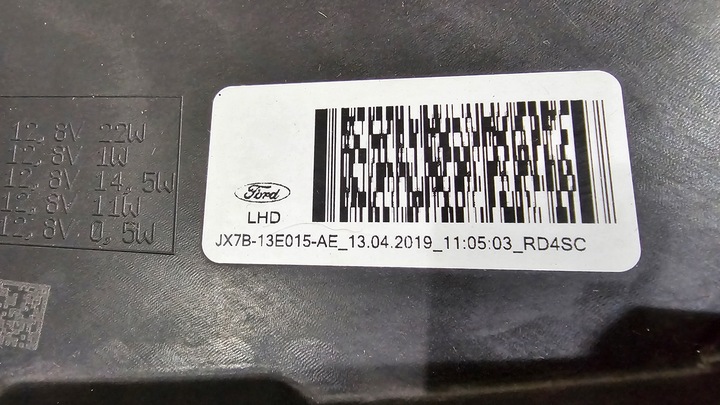 12,8V 22W
12,8V 1W
12,8V 14,5W
12,8V 11W
12,8V 0,5W
Ford
LHD
JX7B-13E015-AE_13.04.2019_11:05:03_RD4SC